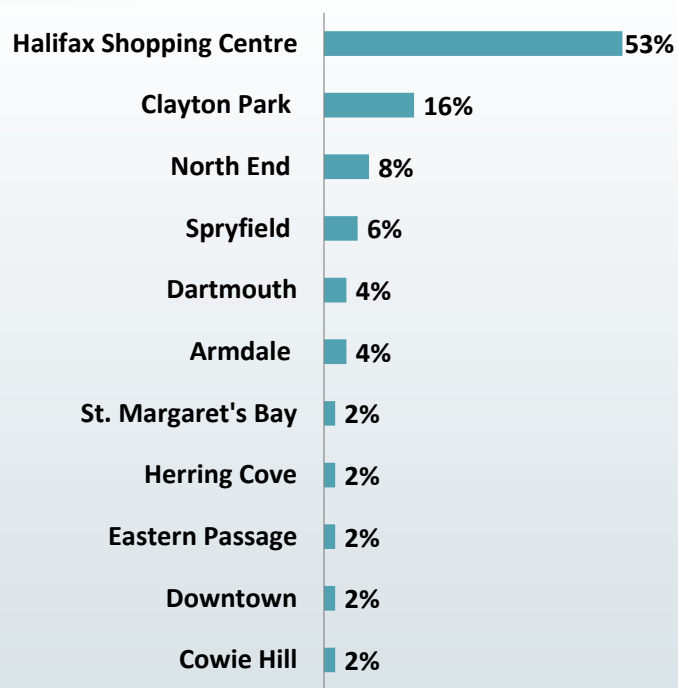 Halifax Shopping Centre 53%
Clayton Park 16%
North End 8%
Spryfield 6%
Dartmouth 4%
Armdale 4%
St. Margaret's Bay 2%
Herring Cove 2%
Eastern Passage 2%
Downtown 2%
Cowie Hill 2%